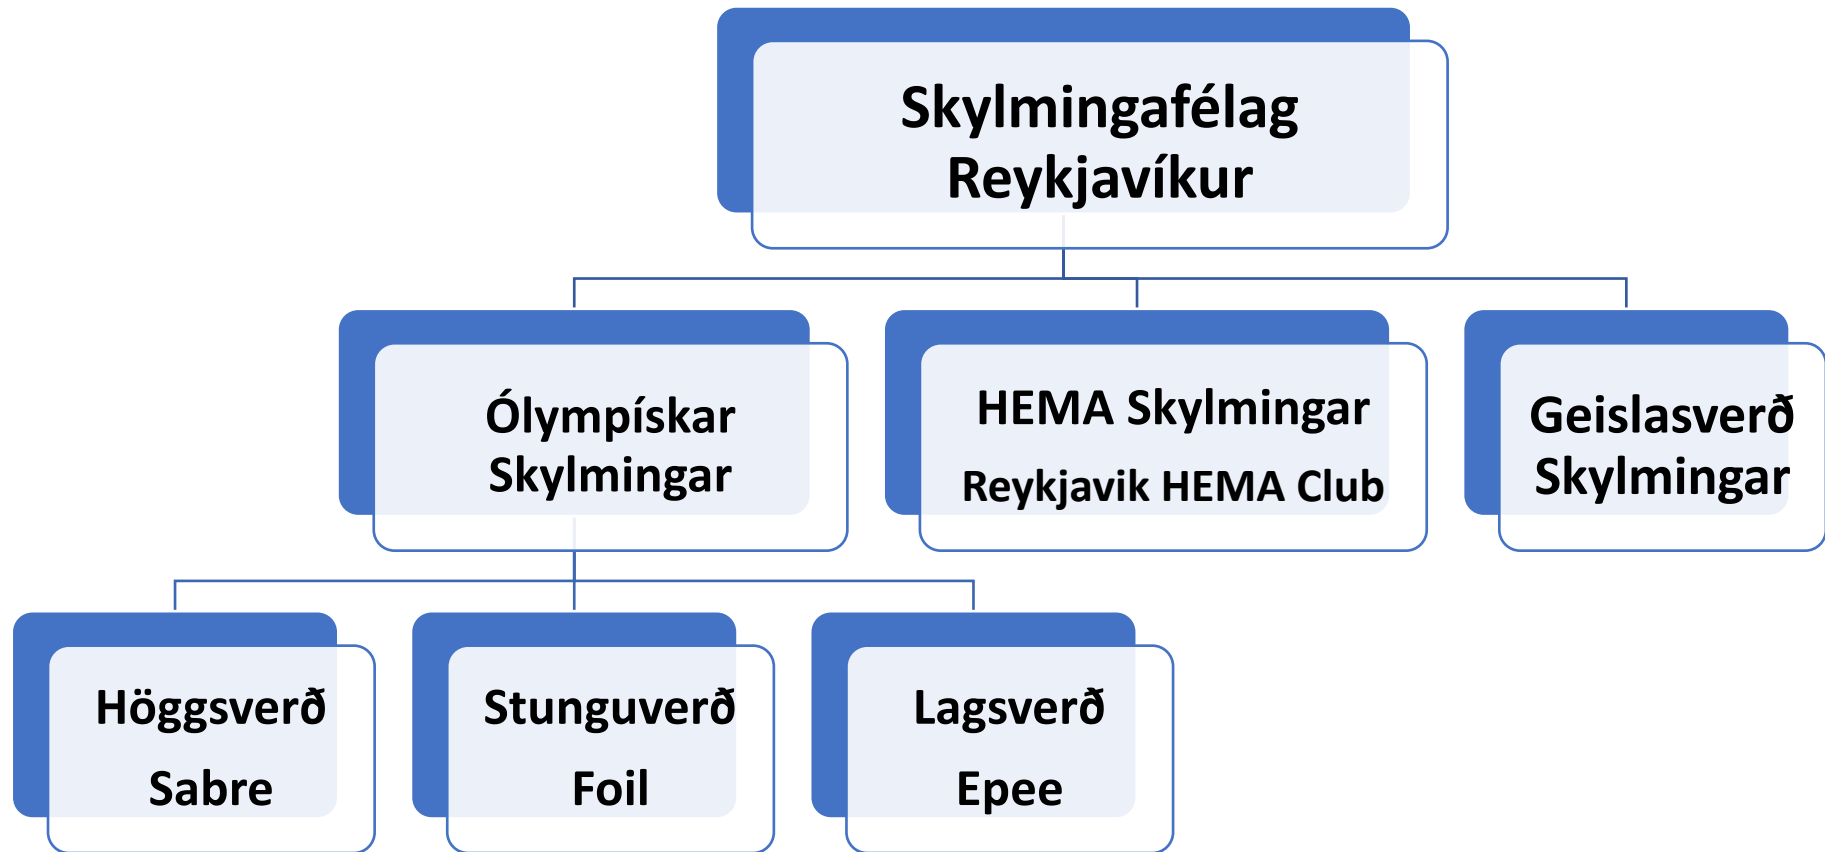 Skylmingafélag
Reykjavíkur
Ólympískar
Skylmingar
HEMA Skylmingar
Reykjavik HEMA Club
Geislasverð
Skylmingar
Höggsverð
Sabre
Stunguverð
Foil
Lagsverð
Epee